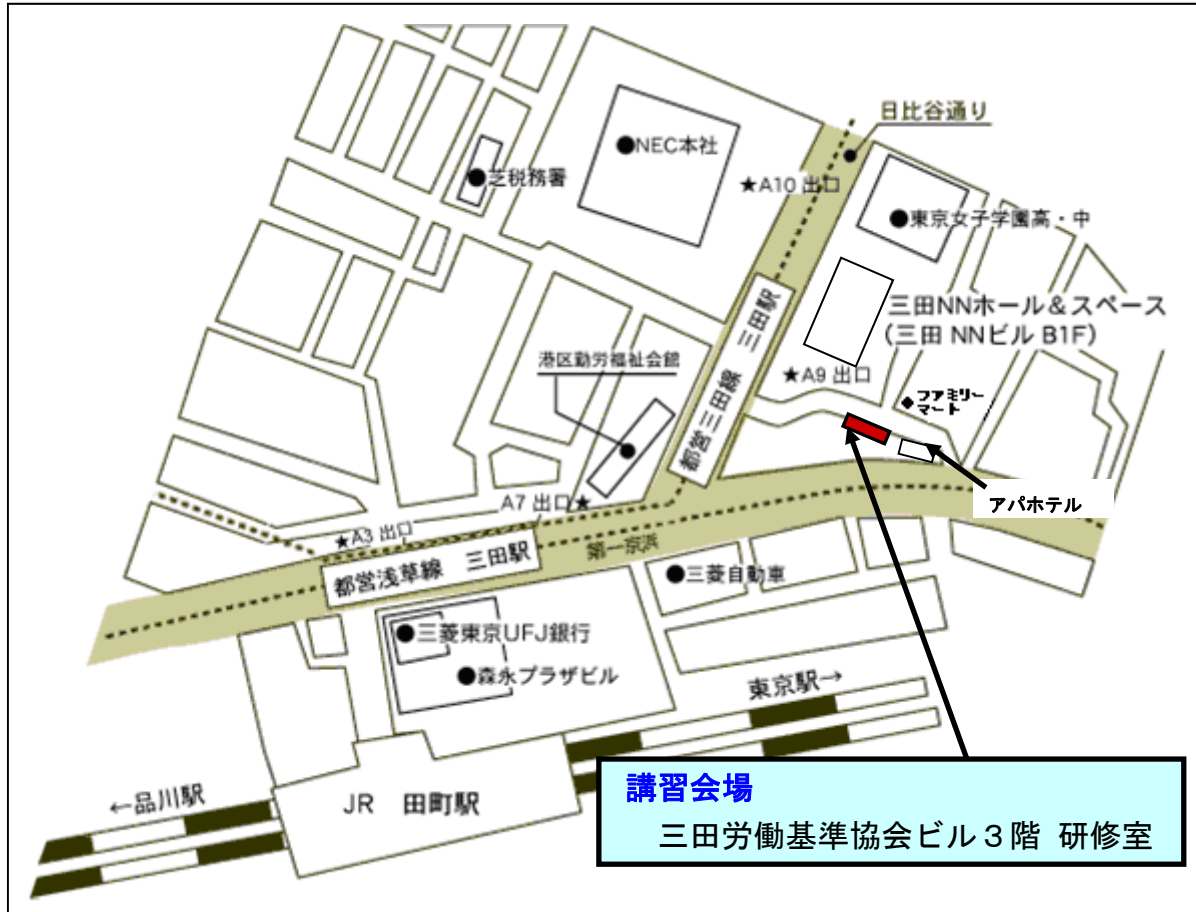 日比谷通り
●NEC本社
●芝税務署
★A10 出口
●東京女子学園高・中
三田NNホール＆スペース
(三田 NNビル B1F)
都営三田線 三田駅
港区勤労福祉会館
★A9 出口
ファミリー
マート
アパホテル
A7 出口★
★A3 出口
第一京浜
都営浅草線 三田駅
●三菱自動車
●三菱東京UFJ銀行
●森永プラザビル
東京駅→
←品川駅
JR 田町駅
講習会場
三田労働基準協会ビル３階 研修室